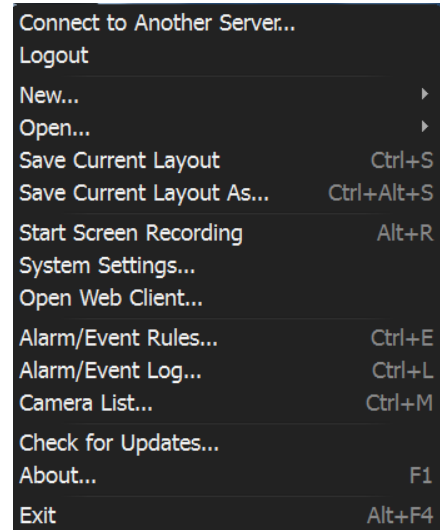 Connect to Another Server...
Logout
New...
Open...
Save Current Layout Ctrl+S
Save Current Layout As... Ctrl+Alt+S
Start Screen Recording Alt+R
System Settings...
Open Web Client...
Alarm/Event Rules... Ctrl+E
Alarm/Event Log... Ctrl+L
Camera List... Ctrl+M
Check for Updates...
About... F1
Exit Alt+F4